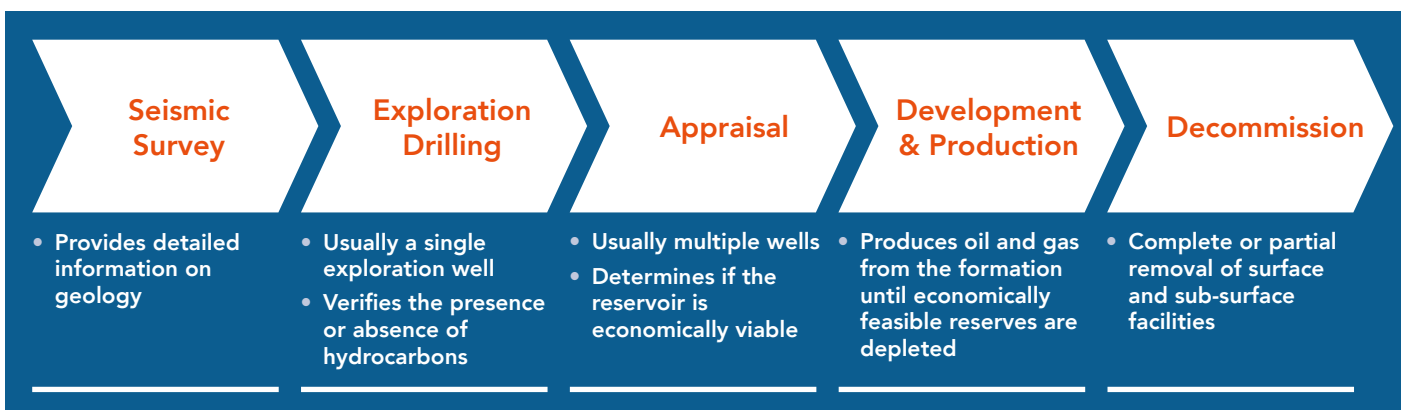 Seismic
Survey
• Provides detailed
information on
geology
Exploration
Drilling
• Usually a single
exploration well
• Verifies the presence
or absence of
hydrocarbons
Appraisal
• Usually multiple wells
• Determines if the
reservoir is
economically viable
Development
& Production
• Produces oil and gas
from the formation
until economically
feasible reserves are
depleted
Decommission
• Complete or partial
removal of surface
and sub-surface
facilities